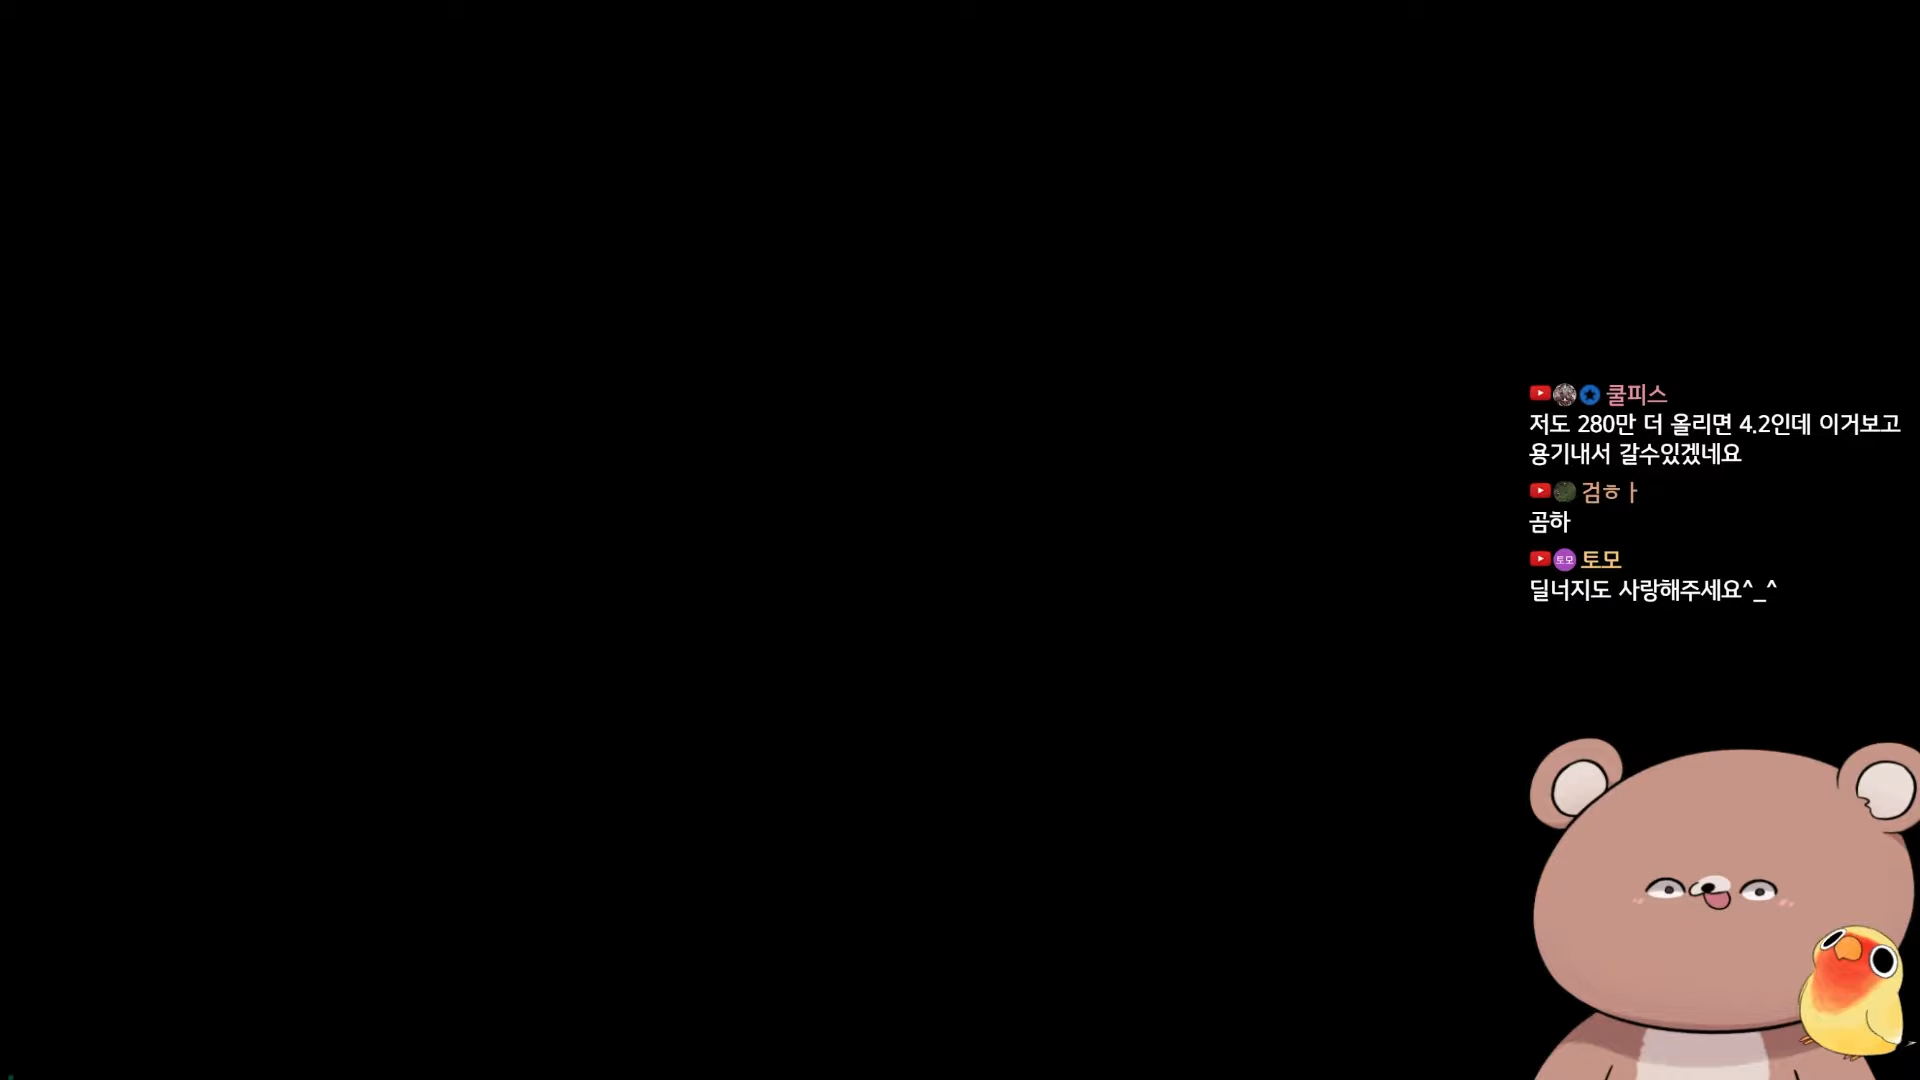 쿨피스
저도 280만 더 올리면 4.2인데 이거보고
용기내서 갈수있겠네요
검ㅎㅏ
곰하
토모 토모
딜너지도 사랑해주세요^_^